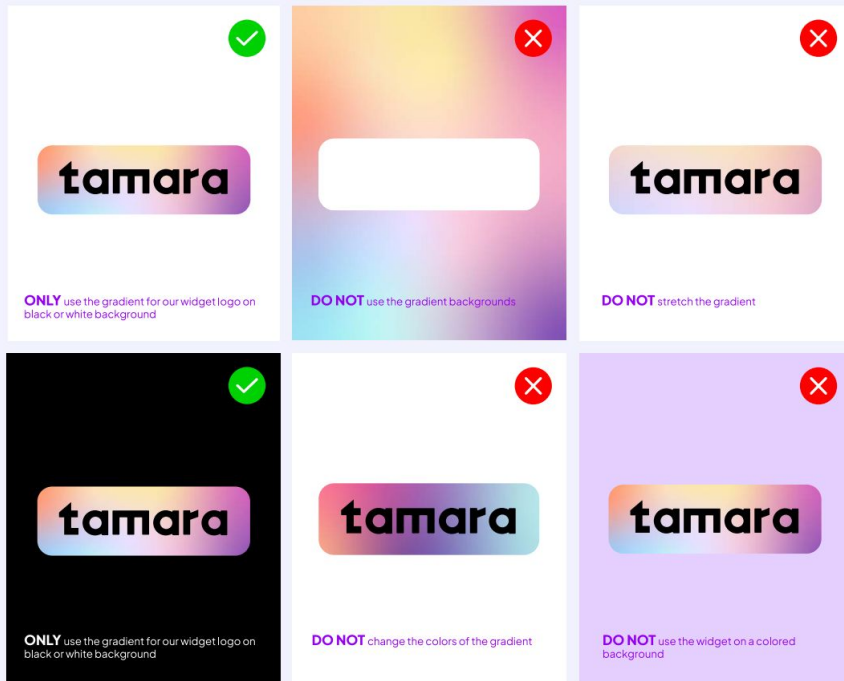 tamara
ONLY use the gradient for our widget logo on
black or white background
DO NOT use the gradient backgrounds
tamara
DO NOT stretch the gradient
tamara
ONLY use the gradient for our widget logo on
black or white background
tamara
DO NOT change the colors of the gradient
tamara
DO NOT use the widget on a colored
background